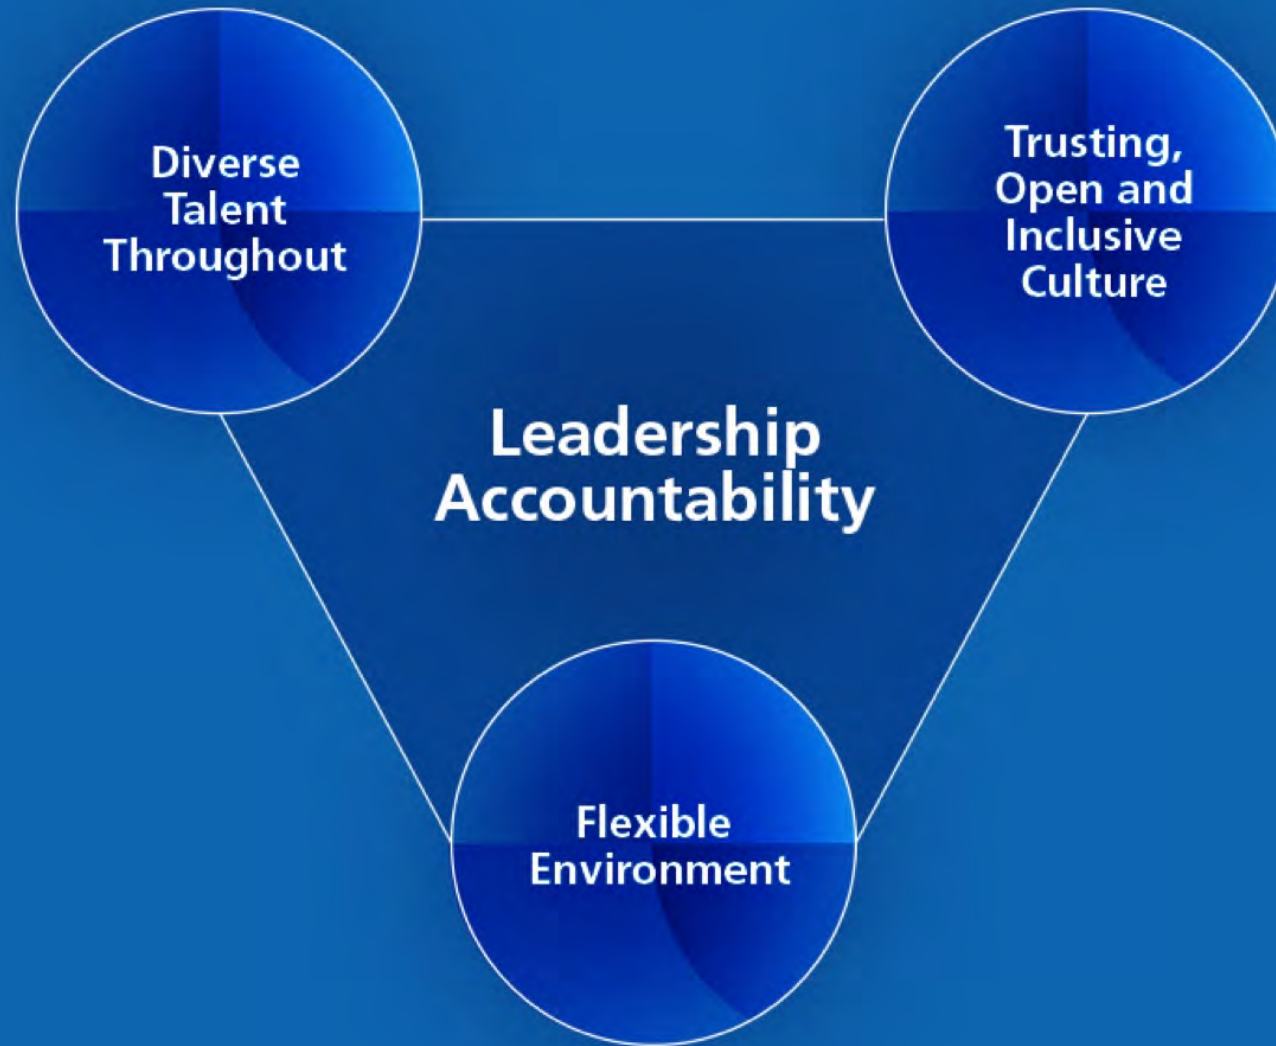 Diverse
Talent
Throughout
Trusting,
Open and
Inclusive
Culture
Leadership
Accountability
Flexible
Environment